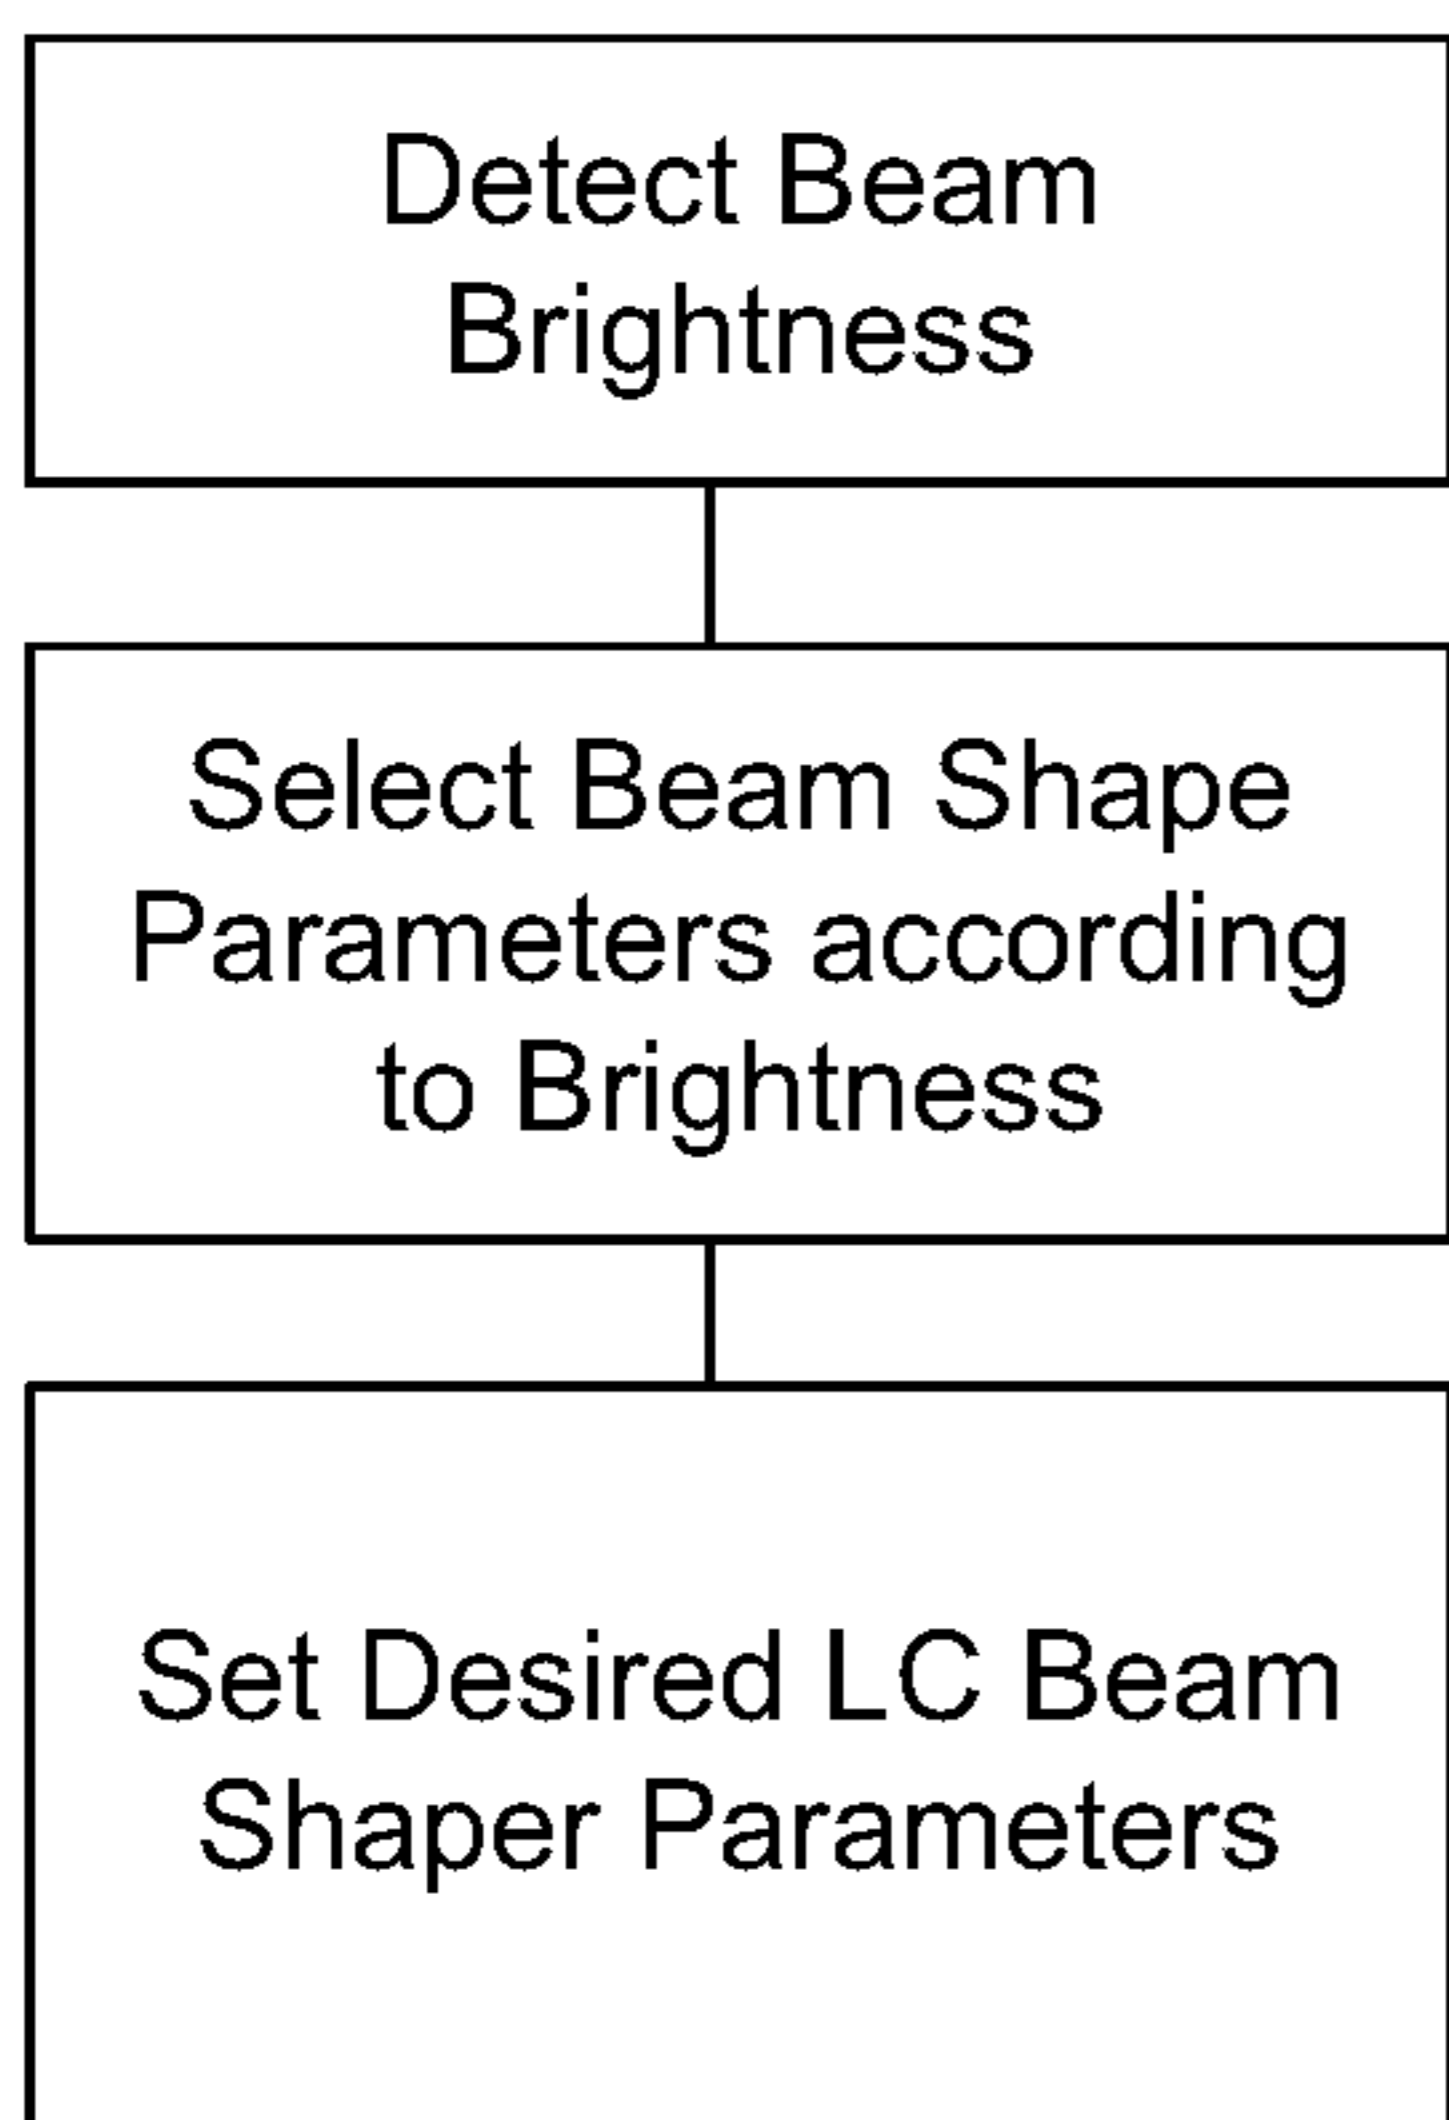 Detect Beam
Brightness
Select Beam Shape
Parameters according
to Brightness
Set Desired LC Beam
Shaper Parameters